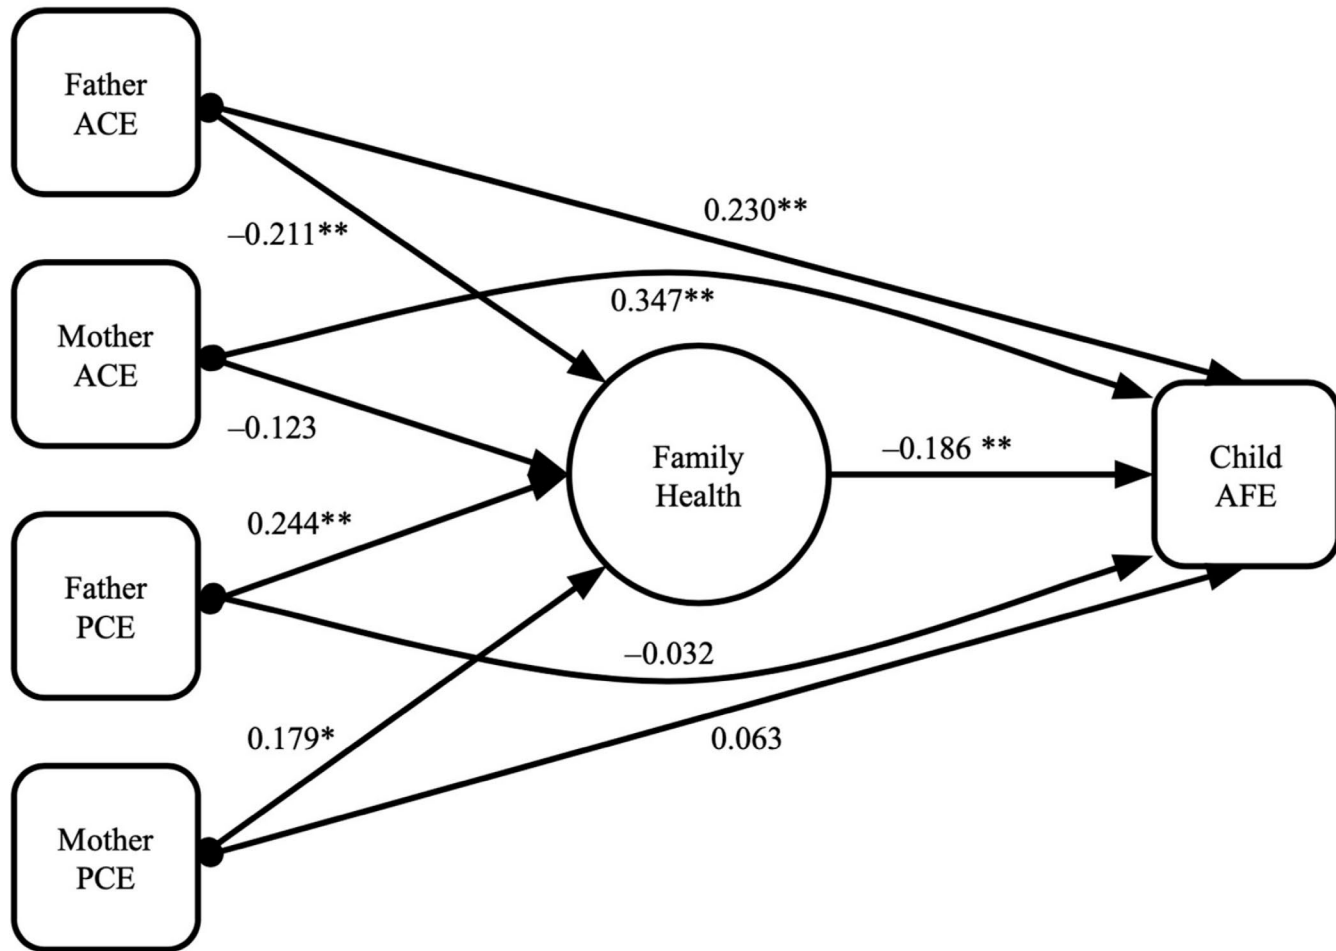 Father
ACE
0.230**
–0.211**
0.347**
Mother
ACE
–0.123
Family
Health
–0.186 **
Child
AFE
0.244**
Father
PCE
–0.032
0.179*
0.063
Mother
PCE